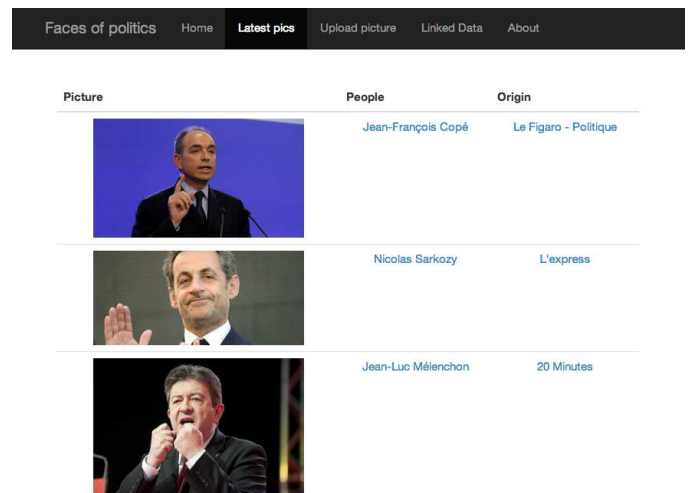 Faces of politics Home Latest pics Upload picture Linked Data About
Picture People Origin
Jean-François Copé Le Figaro - Politique
Nicolas Sarkozy L'express
Jean-Luc Mélenchon 20 Minutes